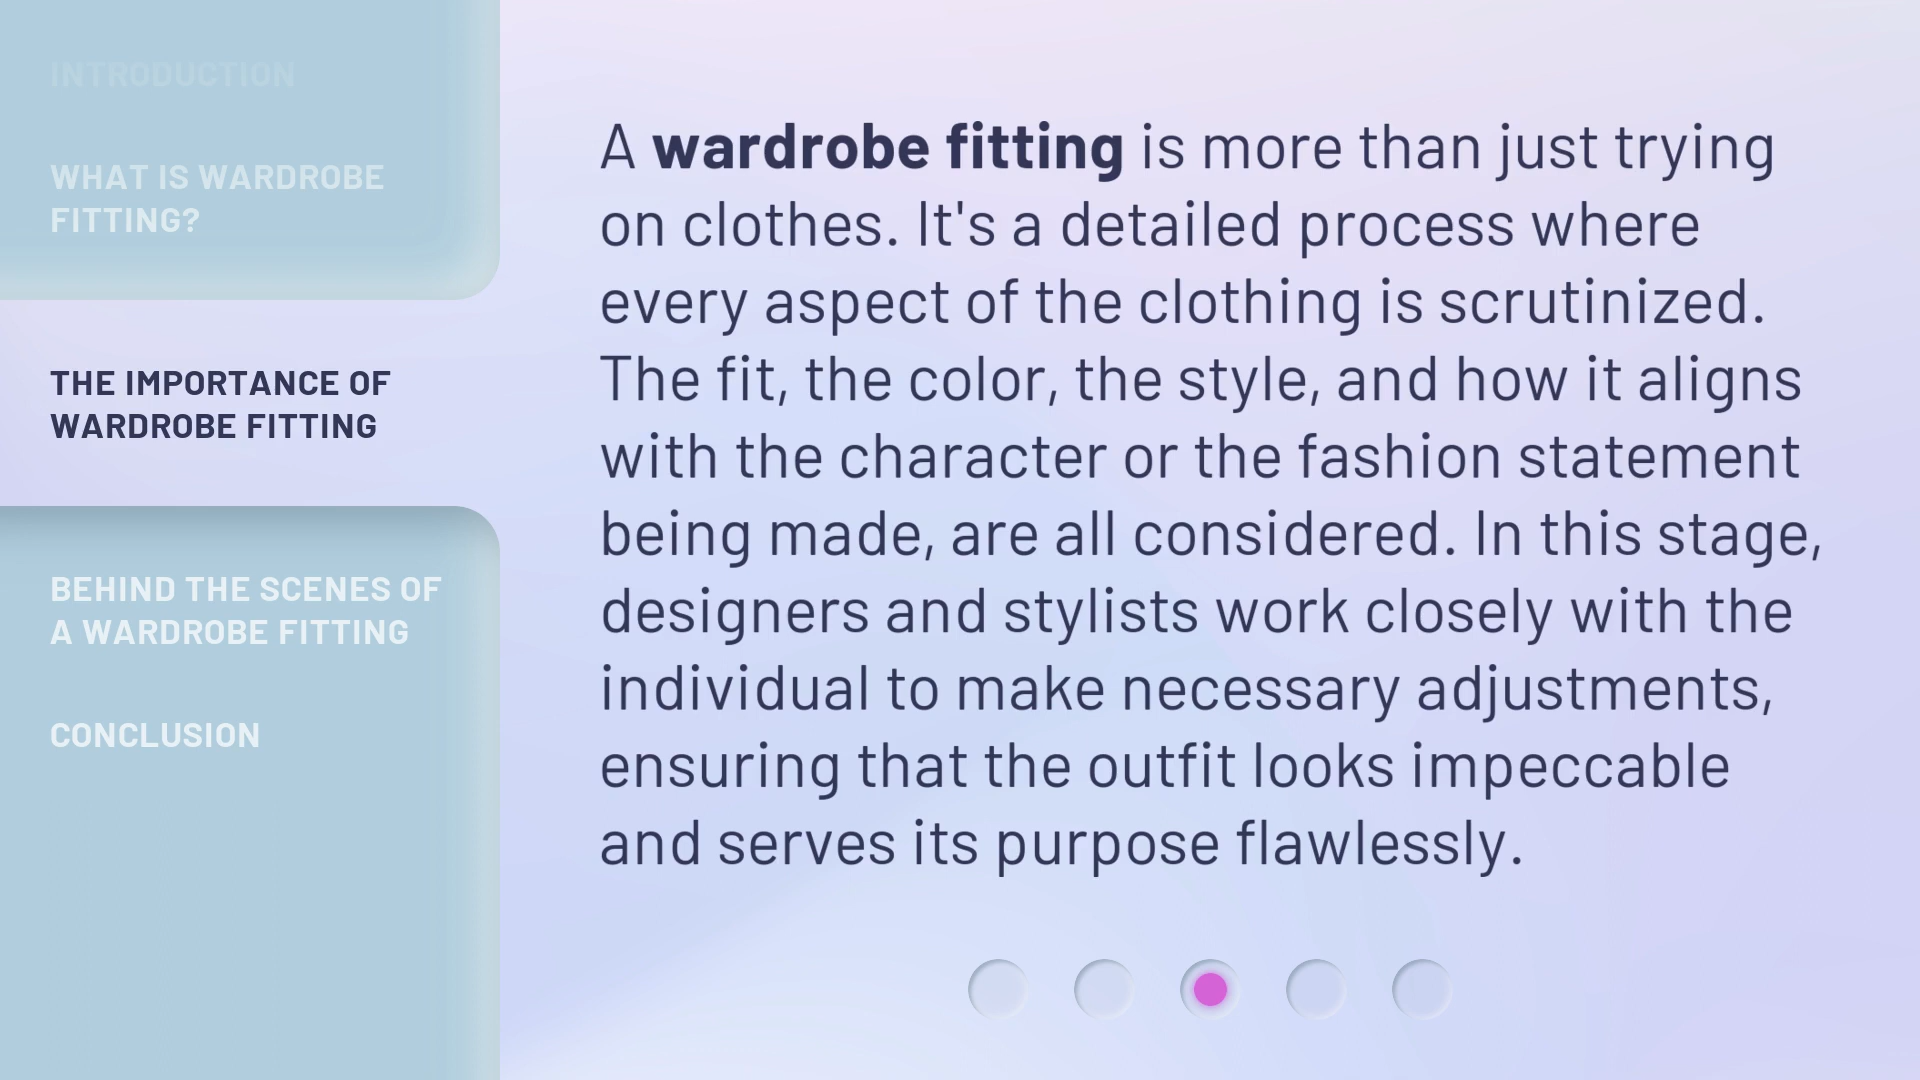 INTRODUCTION
WHAT IS WARDROBE
FITTING?
THE IMPORTANCE OF
WARDROBE FITTING
BEHIND THE SCENES OF
A WARDROBE FITTING
CONCLUSION
A wardrobe fitting is more than just trying
on clothes. It's a detailed process where
every aspect of the clothing is scrutinized.
The fit, the color, the style, and how it aligns
with the character or the fashion statement
being made, are all considered. In this stage,
designers and stylists work closely with the
individual to make necessary adjustments,
ensuring that the outfit looks impeccable
and serves its purpose flawlessly.